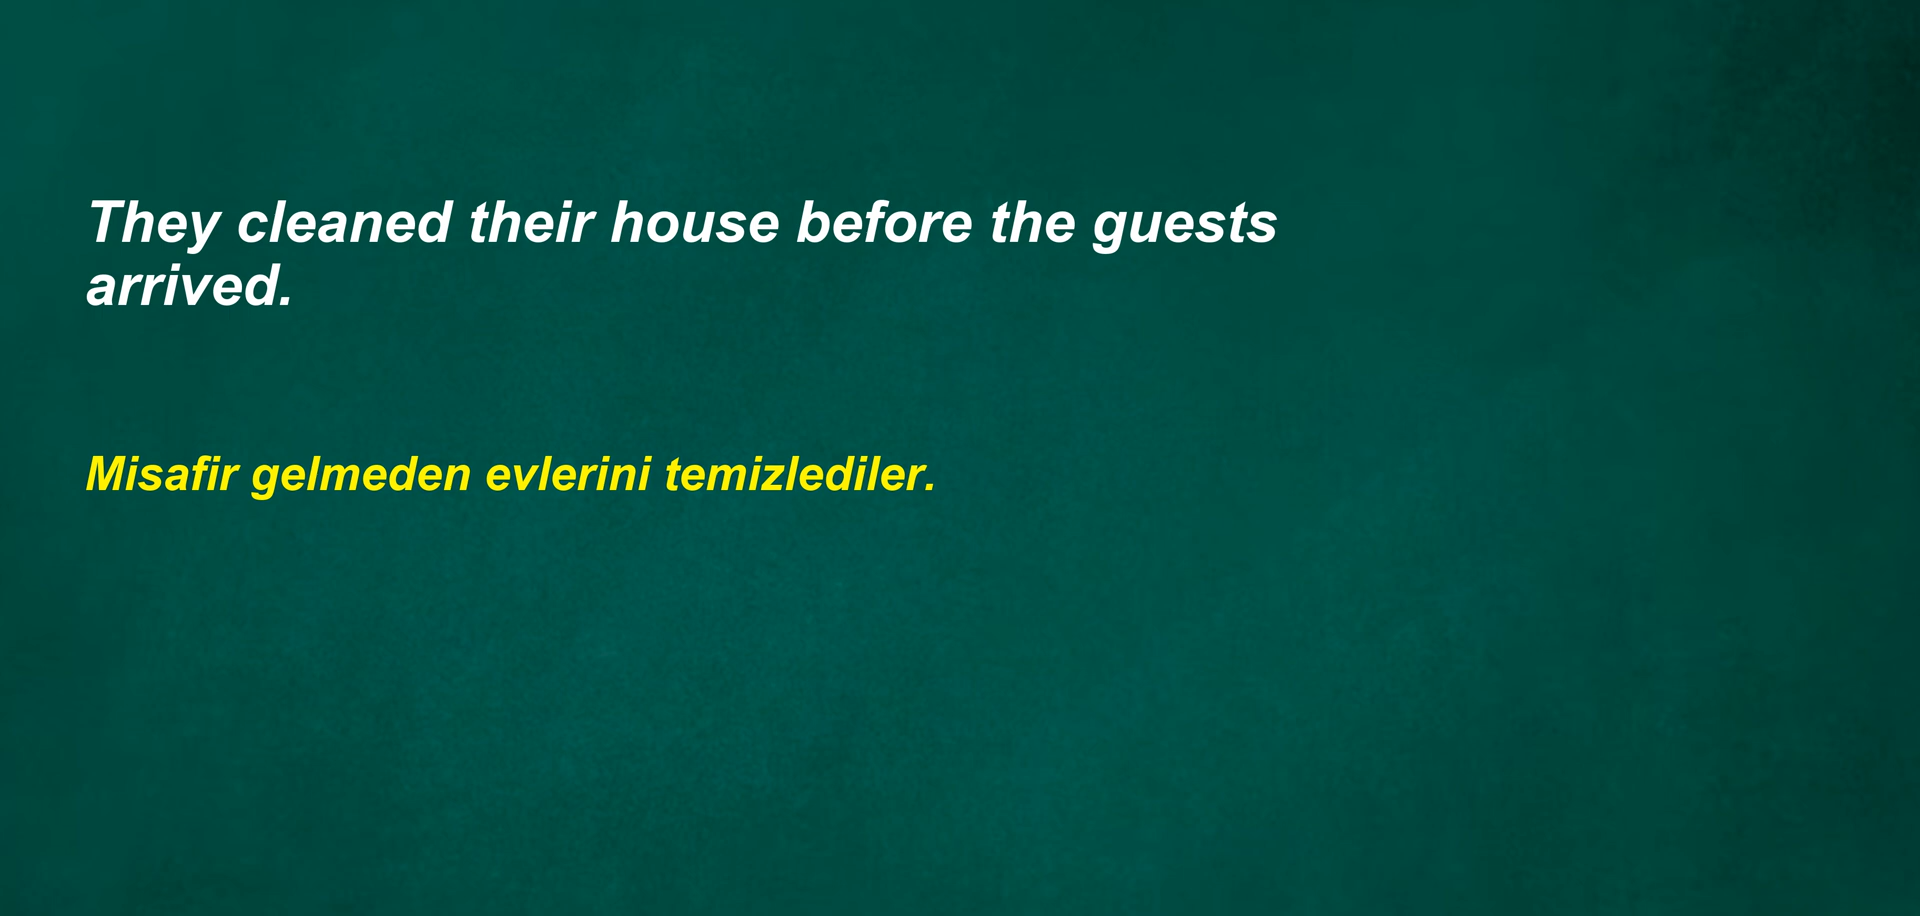 They cleaned their house before the guests
arrived.
Misafir gelmeden evlerini temizlediler.